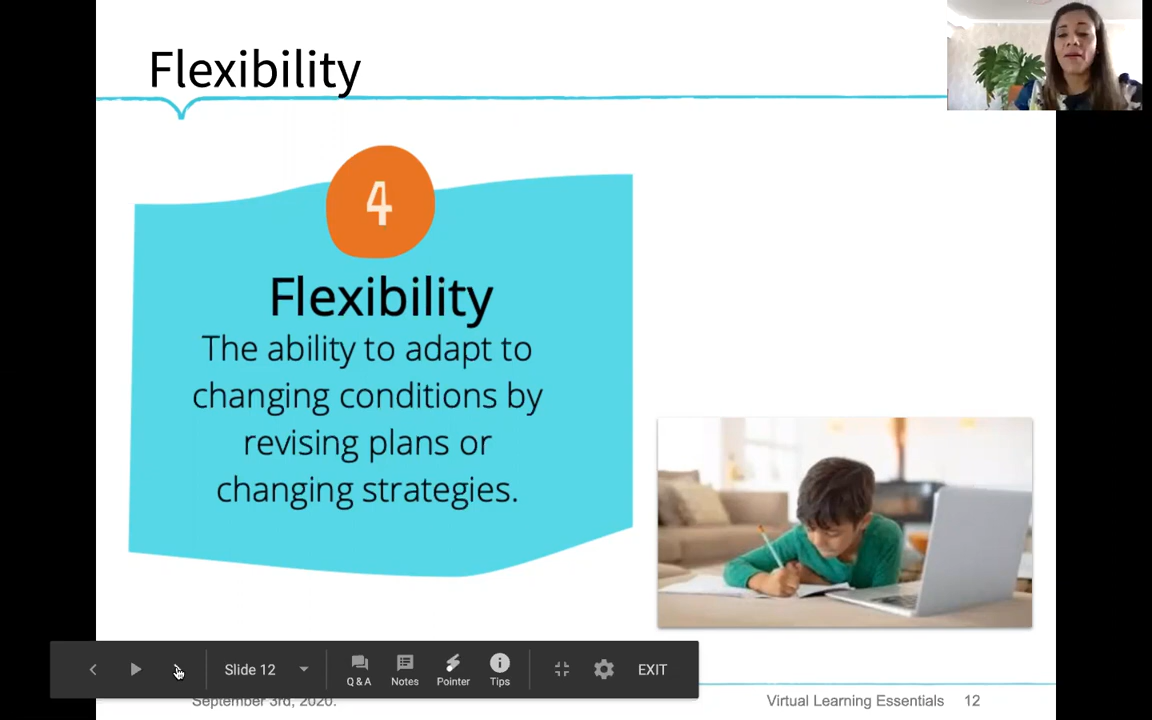 Flexibility
4
Flexibility
The ability to adapt to
changing conditions by
revising plans or
changing strategies.
Slide 12
Q & A
Notes
Pointer
Tips
EXIT
September 3rd, 2020.
Virtual Learning Essentials 12